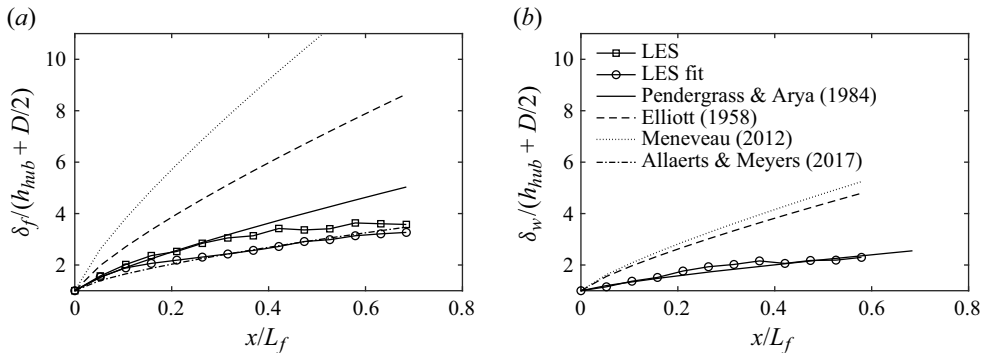 (a)
10
8
6
4
2
0
0.2
0.4
0.6
0.8
δf/(hhub + D/2)
x/Lf
(b)
10
8
6
4
2
0
0.2
0.4
0.6
0.8
δw/(hhub + D/2)
x/Lf
LES
LES fit
Pendergrass & Arya (1984)
Elliott (1958)
Meneveau (2012)
Allaerts & Meyers (2017)